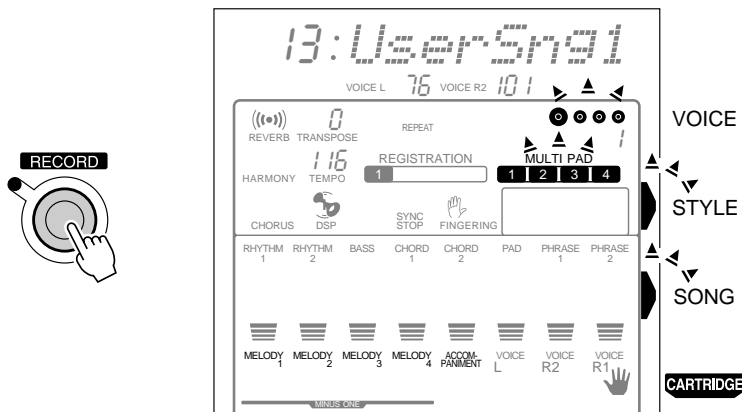 13:UserSng1
VOICE L 76 VOICE R2 101
RECORD
REVERB TRANSPOSE 0 REPEAT 1
VOICE
HARMONY TEMPO 116 REGISTRATION 1 MULTI PAD 1 2 3 4
STYLE
CHORUS DSP SYNC STOP FINGERING
RHYTHM 1 RHYTHM 2 BASS CHORD 1 CHORD 2 PAD PHRASE 1 PHRASE 2
SONG
MELODY 1 MELODY 2 MELODY 3 MELODY 4 ACCOM-PANIMENT VOICE L VOICE R2 VOICE R1
CARTRIDGE
MINUS ONE